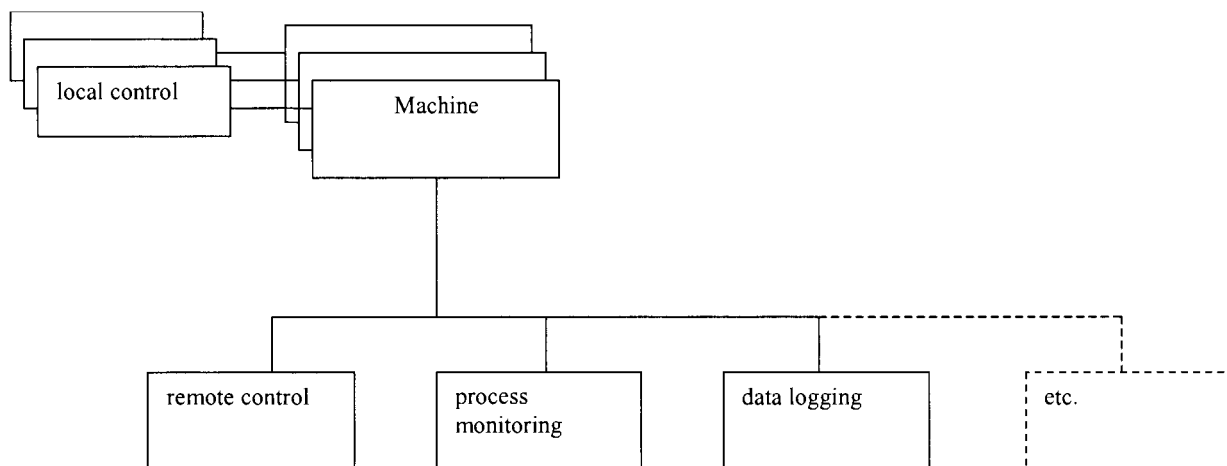 local control
Machine
remote control
process
monitoring
data logging
etc.